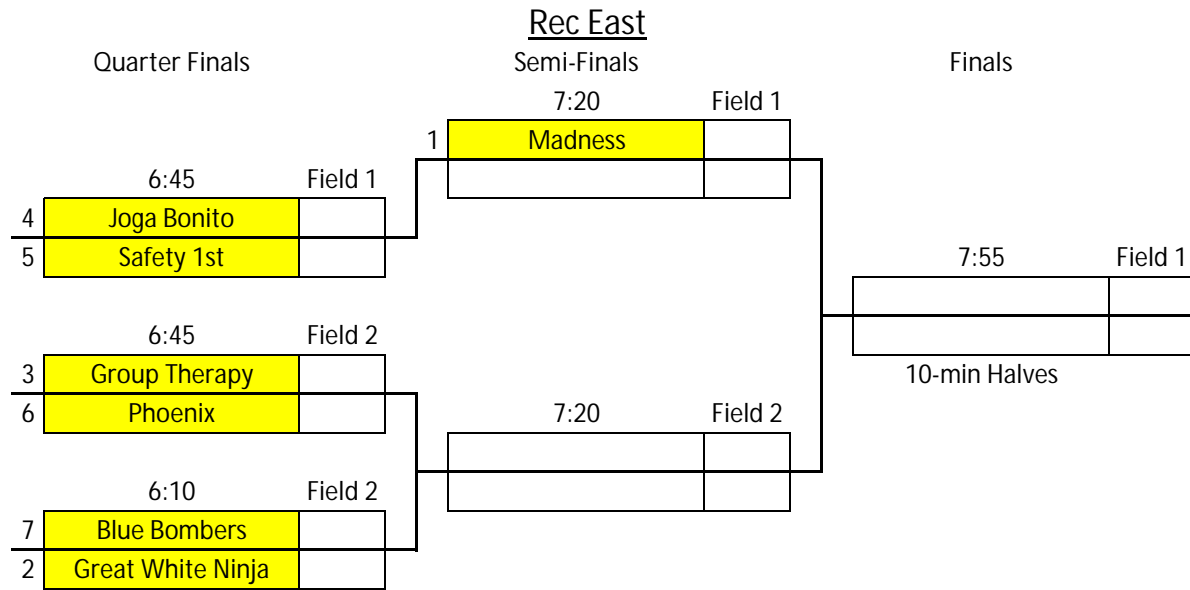 Rec East
Quarter Finals Semi-Finals Finals
7:20 Field 1
1 Madness
6:45 Field 1
4 Joga Bonito
5 Safety 1st
7:55 Field 1
6:45 Field 2
3 Group Therapy
10-min Halves
6 Phoenix
7:20 Field 2
6:10 Field 2
7 Blue Bombers
2 Great White Ninja